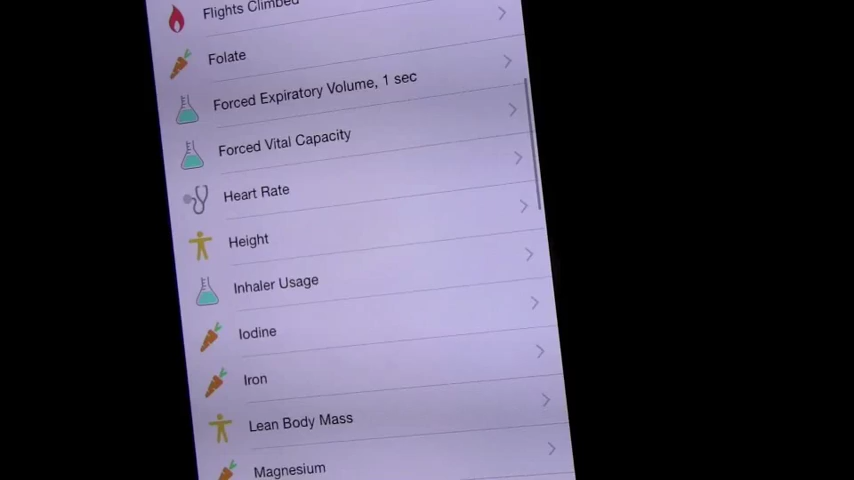 Flights Climbed
Folate
Forced Expiratory Volume, 1 sec
Forced Vital Capacity
Heart Rate
Height
Inhaler Usage
Iodine
Iron
Lean Body Mass
Magnesium